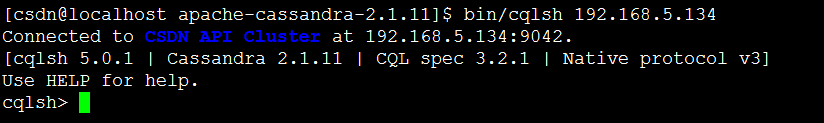 [csdn@localhost apache-cassandra-2.1.11]$ bin/cqlsh 192.168.5.134
Connected to CSDN API Cluster at 192.168.5.134:9042.
[cqlsh 5.0.1 | Cassandra 2.1.11 | CQL spec 3.2.1 | Native protocol v3]
Use HELP for help.
cqlsh>